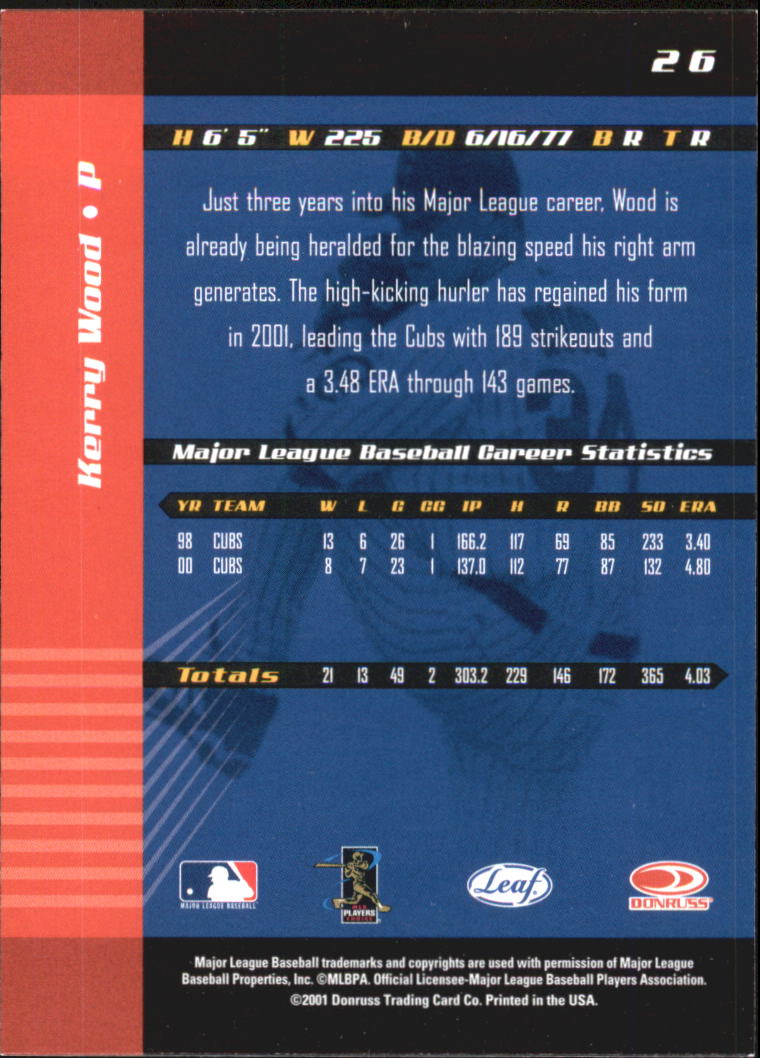 26
H 6' 5" W 225 B/D 6/16/77 B R T R
Kerry Wood • P
Just three years into his Major League career, Wood is
already being heralded for the blazing speed his right arm
generates. The high-kicking hurler has regained his form
in 2001, leading the Cubs with 189 strikeouts and
a 3.48 ERA through 143 games.
Major League Baseball Career Statistics
YR TEAM W L G CG IP H R BB SO ERA
98 CUBS 13 6 26 1 166.2 117 69 85 233 3.40
00 CUBS 8 7 23 1 137.0 112 77 87 132 4.80
Totals 21 13 49 2 303.2 229 146 172 365 4.03
MAJOR LEAGUE BASEBALL
MLB PLAYERS CHOICE
Leaf
DONRUSS
Major League Baseball trademarks and copyrights are used with permission of Major League
Baseball Properties, Inc. ©MLBPA. Official Licensee-Major League Baseball Players Association.
©2001 Donruss Trading Card Co. Printed in the USA.